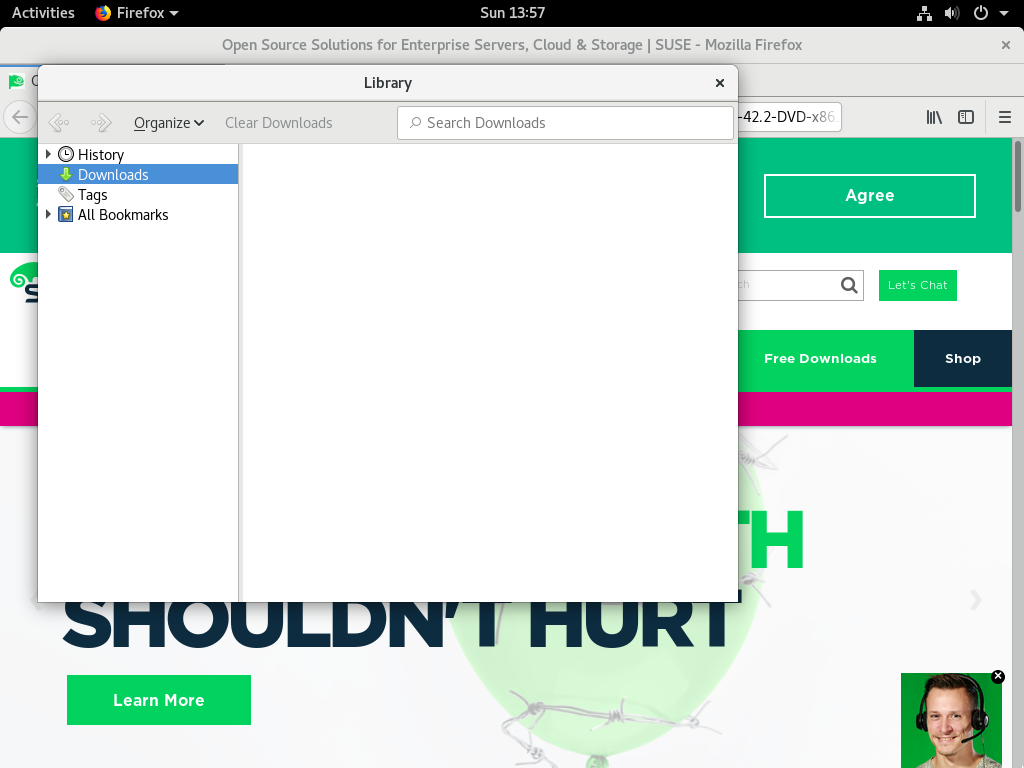 Activities Firefox Sun 13:57
Open Source Solutions for Enterprise Servers, Cloud & Storage | SUSE - Mozilla Firefox
Library
-42.2-DVD-x86
Organize Clear Downloads Search Downloads
History
Downloads
Tags
All Bookmarks
Agree
Let's Chat
Free Downloads Shop
TH
SHOULDN'T HURT
Learn More